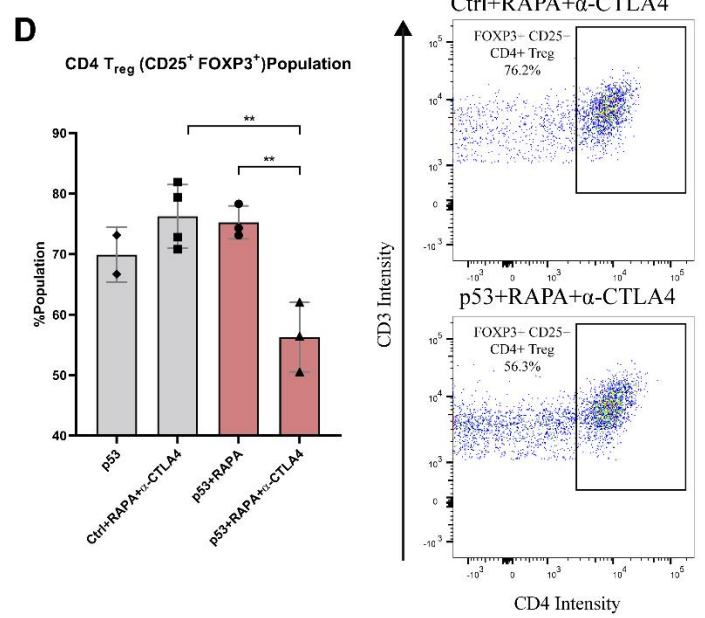 D
CD4 Treg (CD25+ FOXP3+)Population
**
**
90
80
70
60
50
40
%Population
p53
Ctrl+RAPA+α-CTLA4
p53+RAPA
p53+RAPA+α-CTLA4
Ctrl+RAPA+α-CTLA4
FOXP3+ CD25−
CD4+ Treg
76.2%
10^5
10^4
10^3
0
-10^3
-10^3 0 10^3 10^4 10^5
p53+RAPA+α-CTLA4
FOXP3+ CD25−
CD4+ Treg
56.3%
10^5
10^4
10^3
0
-10^3
-10^3 0 10^3 10^4 10^5
CD3 Intensity
CD4 Intensity